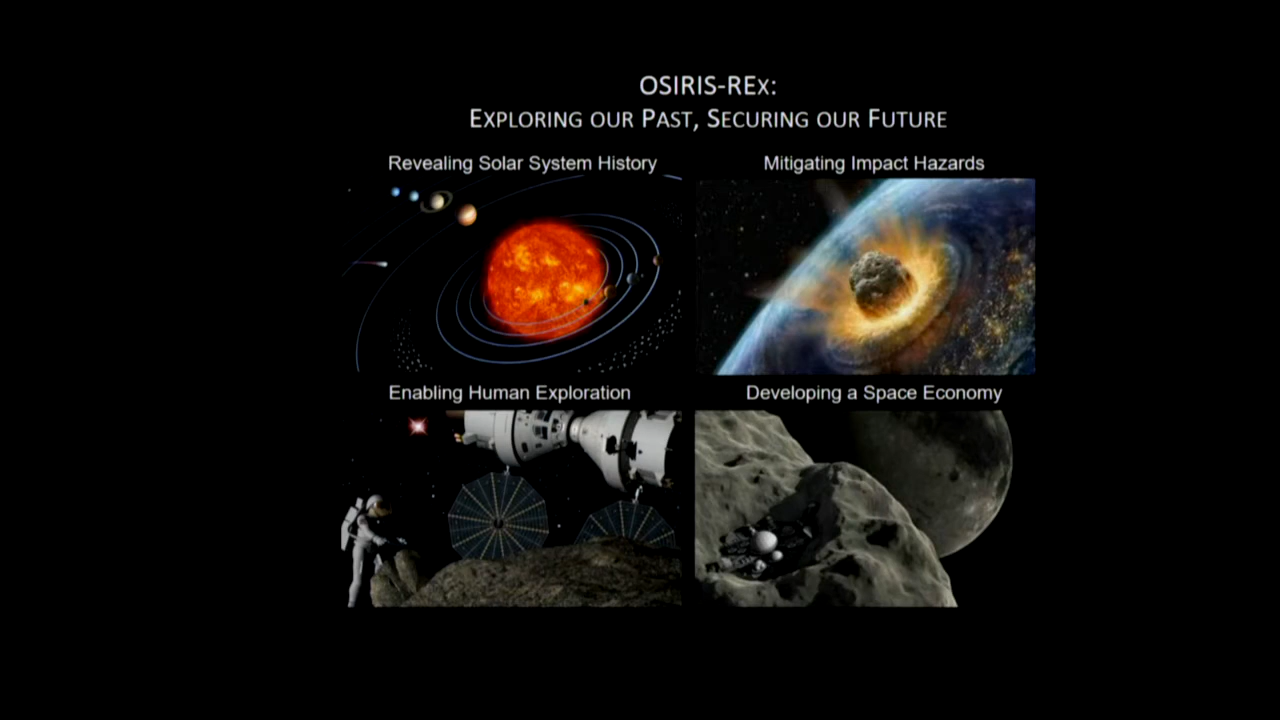 OSIRIS-REx:
Exploring our Past, Securing our Future
Revealing Solar System History
Mitigating Impact Hazards
Enabling Human Exploration
Developing a Space Economy